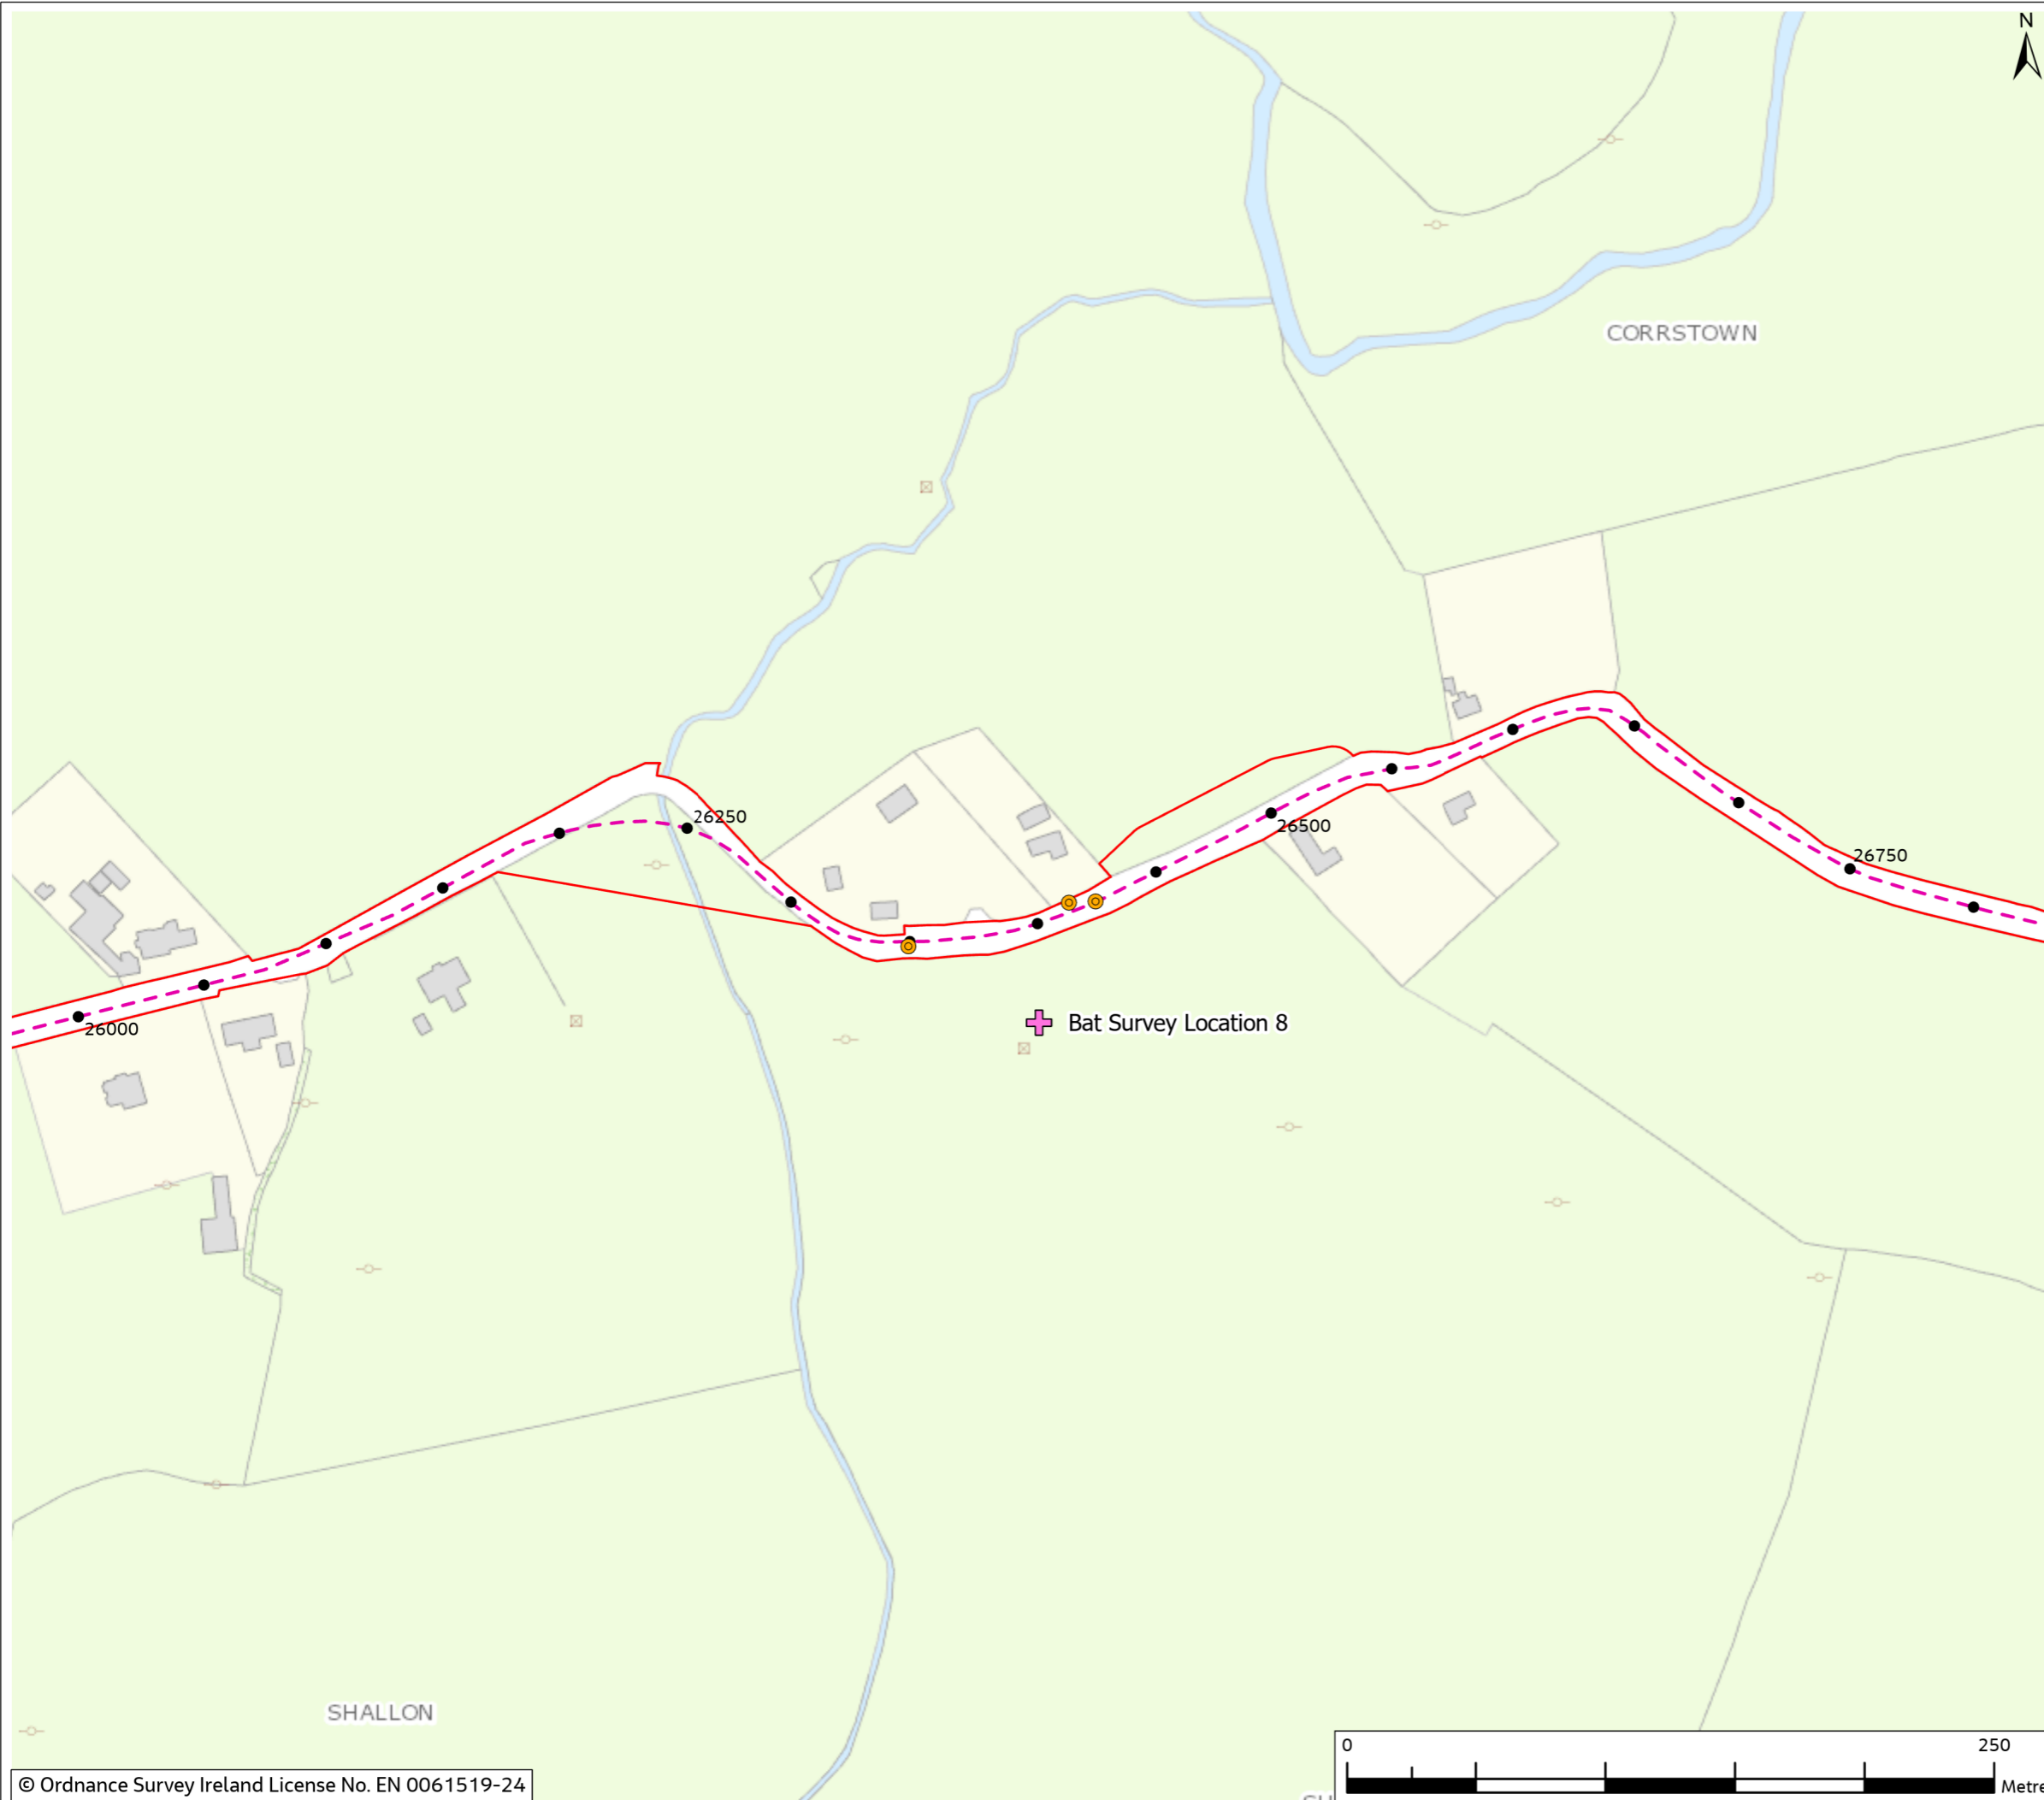 N
CORRSTOWN
26250
26500
26750
26000
Bat Survey Location 8
SHALLON
0 250
Metre
© Ordnance Survey Ireland License No. EN 0061519-24